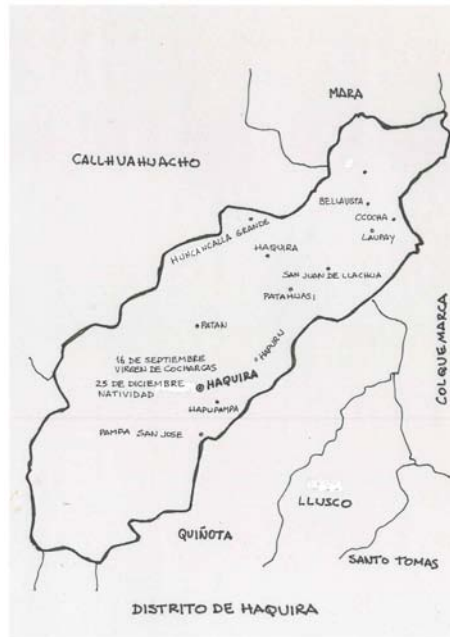 MARA
CALLHUAHUACHO
BELLAVISTA
CCOCHA
LAUPAY
HUANCANCALLA GRANDE
HAQUIRA
SAN JUAN DE LLACHUA
PATAHUASI
COLQUEMARCA
PATAN
HAPURU
16 DE SEPTIEMBRE
VIRGEN DE COCHARCAS
25 DE DICIEMBRE
NATIVIDAD
HAQUIRA
HAPUPAMPA
PAMPA SAN JOSE
LLUSCO
QUIÑOTA
SANTO TOMAS
DISTRITO DE HAQUIRA